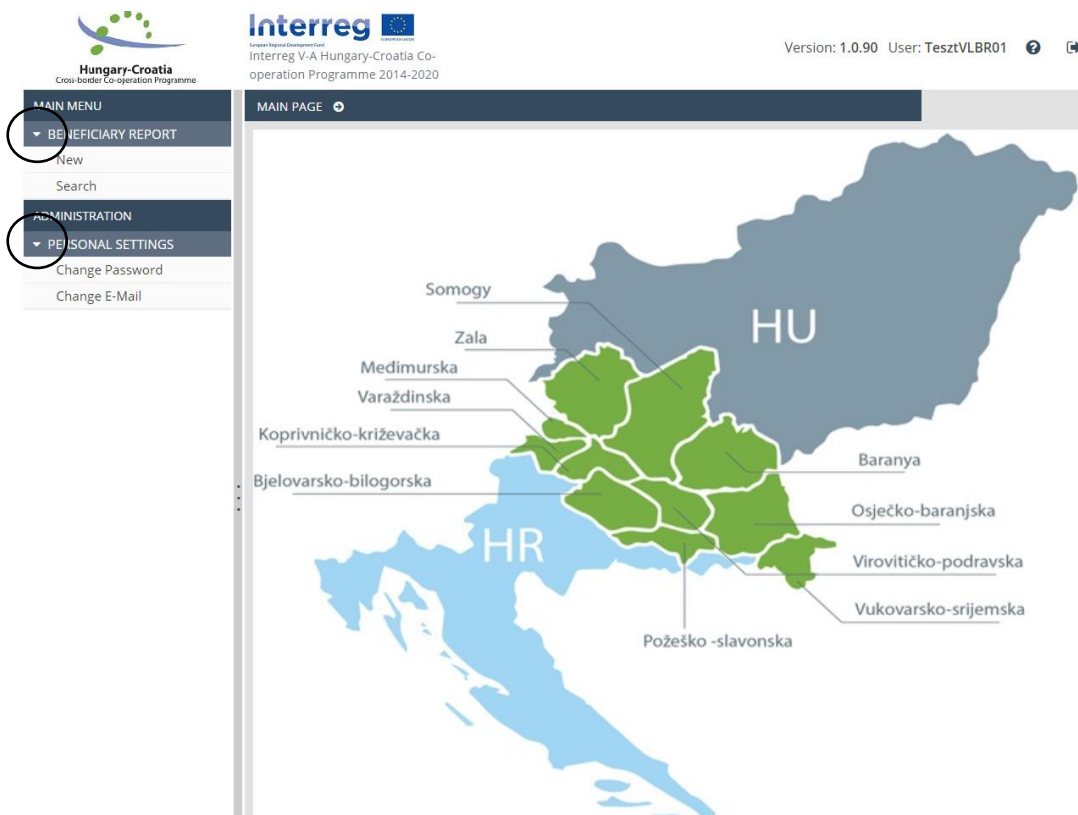 Hungary-Croatia
Cross-border Co-operation Programme
Interreg
EUROPEAN UNION
European Regional Development Fund
Interreg V-A Hungary-Croatia Co-
operation Programme 2014-2020
Version: 1.0.90 User: TesztVLBR01
MAIN MENU
BENEFICIARY REPORT
New
Search
ADMINISTRATION
PERSONAL SETTINGS
Change Password
Change E-Mail
MAIN PAGE
HU
HR
Somogy
Zala
Međimurska
Varaždinska
Koprivničko-križevačka
Bjelovarsko-bilogorska
Baranya
Osječko-baranjska
Virovitičko-podravska
Vukovarsko-srijemska
Požeško -slavonska